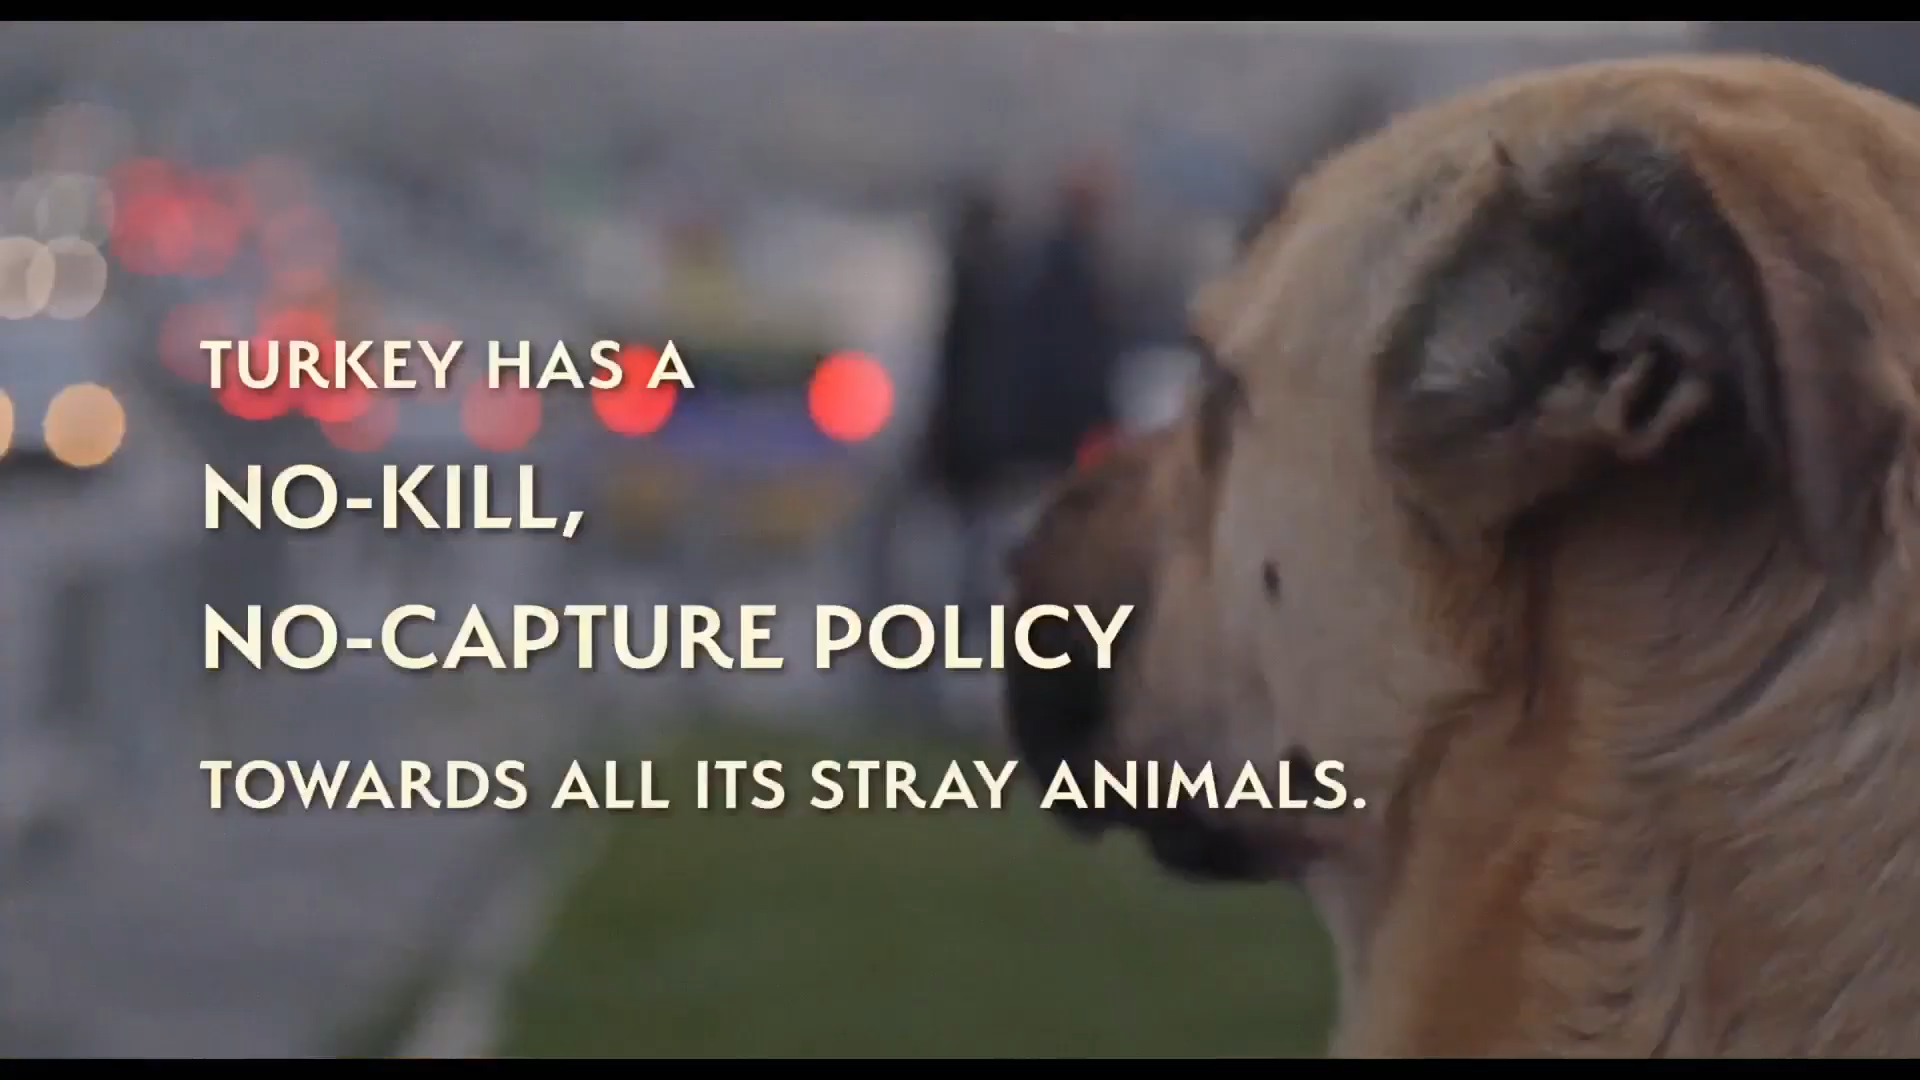 TURKEY HAS A
NO-KILL,
NO-CAPTURE POLICY
TOWARDS ALL ITS STRAY ANIMALS.